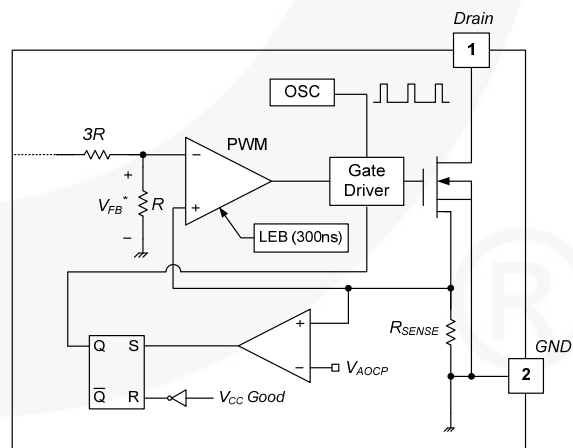 Drain
1
OSC
3R
PWM
−
+
V_FB*
R
−
+
Gate
Driver
LEB (300ns)
R_SENSE
+
−
V_AOCP
GND
2
Q
S
Q̅
R
V_CC Good
®